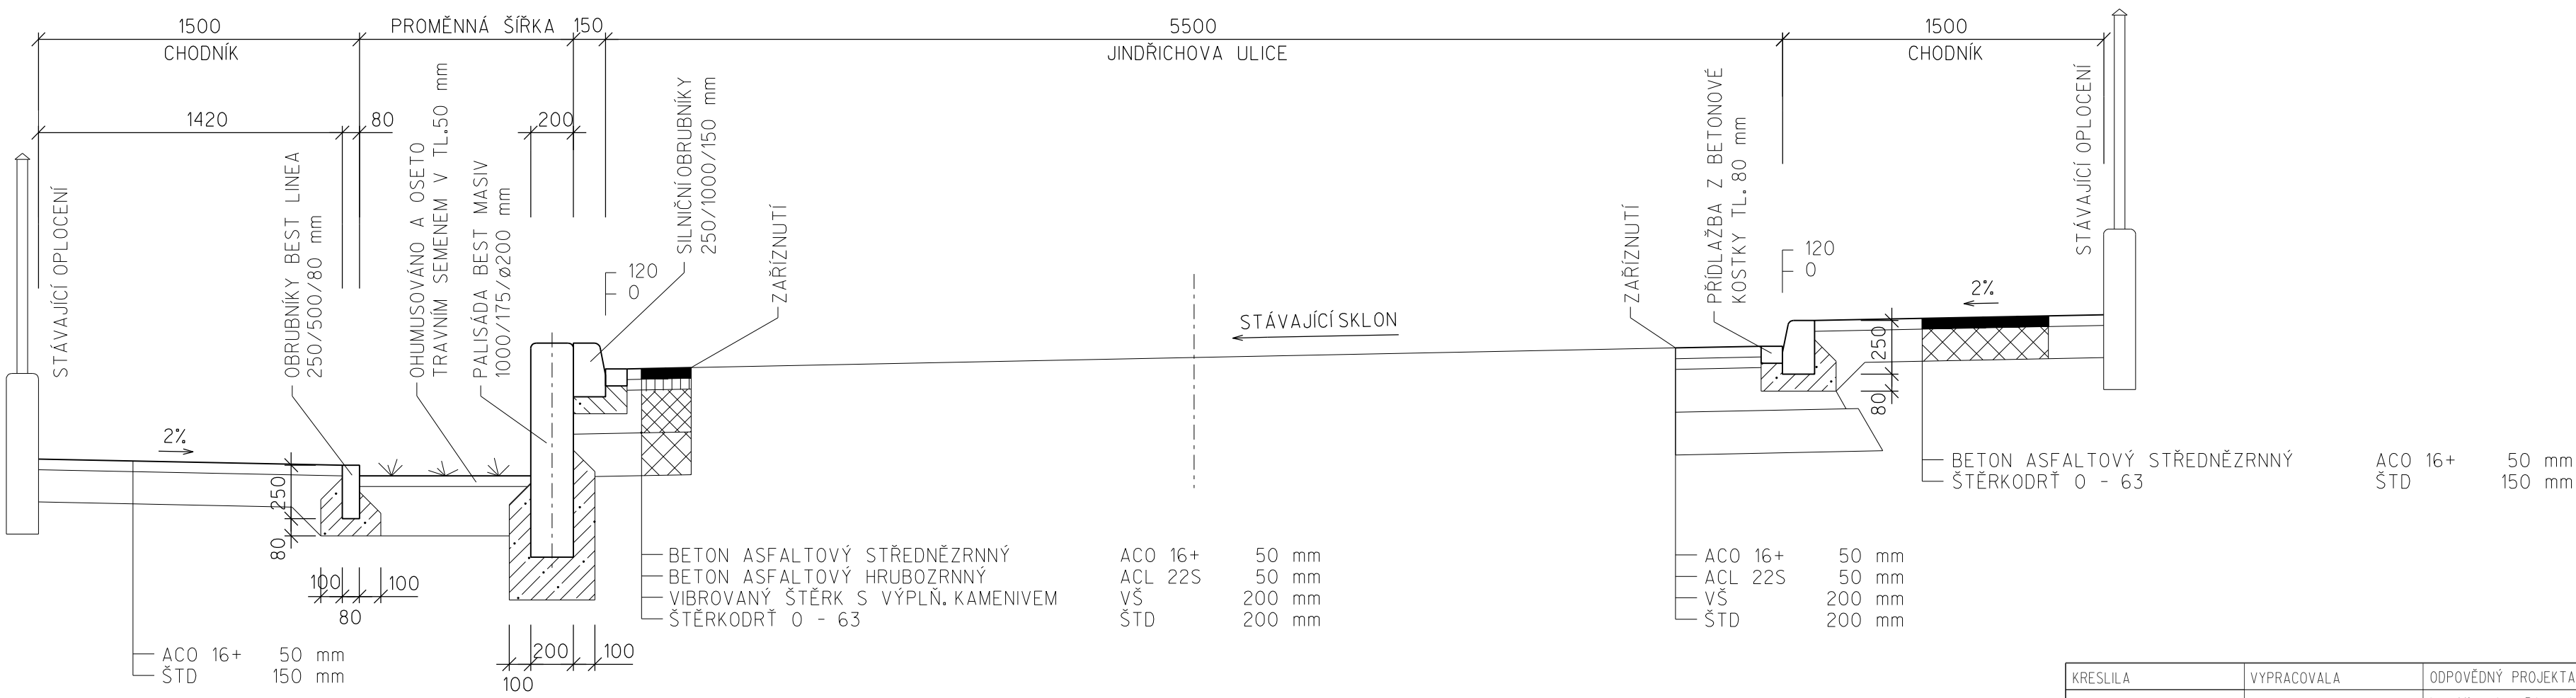 1500
PROMĚNNÁ ŠÍŘKA
150
5500
1500
CHODNÍK
JINDŘICHOVA ULICE
CHODNÍK
1420
80
200
STÁVAJÍCÍ OPLOCENÍ
OBRUBNÍKY BEST LINEA
250/500/80 mm
OHUMUSOVÁNO A OSETO
TRAVNÍM SEMENEM V TL.50 mm
PALISÁDA BEST MASIV
1000/175/ø200 mm
SILNIČNÍ OBRUBNÍKY
250/1000/150 mm
ZAŘÍZNUTÍ
120
0
STÁVAJÍCÍ SKLON
ZAŘÍZNUTÍ
PŘÍDLAŽBA Z BETONOVÉ
KOSTKY TL.80 mm
120
0
STÁVAJÍCÍ OPLOCENÍ
2%
250
80
2%
250
80
100
80
100
200
100
100
BETON ASFALTOVÝ STŘEDNĚZRNNÝ ACO 16+ 50 mm
ŠTĚRKODRŤ 0 - 63 ŠTD 150 mm
BETON ASFALTOVÝ STŘEDNĚZRNNÝ ACO 16+ 50 mm
BETON ASFALTOVÝ HRUBOZRNNÝ ACL 22S 50 mm
VIBROVANÝ ŠTĚRK S VÝPLŇ. KAMENIVEM VŠ 200 mm
ŠTĚRKODRŤ 0 - 63 ŠTD 200 mm
ACO 16+ 50 mm
ACL 22S 50 mm
VŠ 200 mm
ŠTD 200 mm
ACO 16+ 50 mm
ŠTD 150 mm
KRESLILA
VYPRACOVALA
ODPOVĚDNÝ PROJEKTA